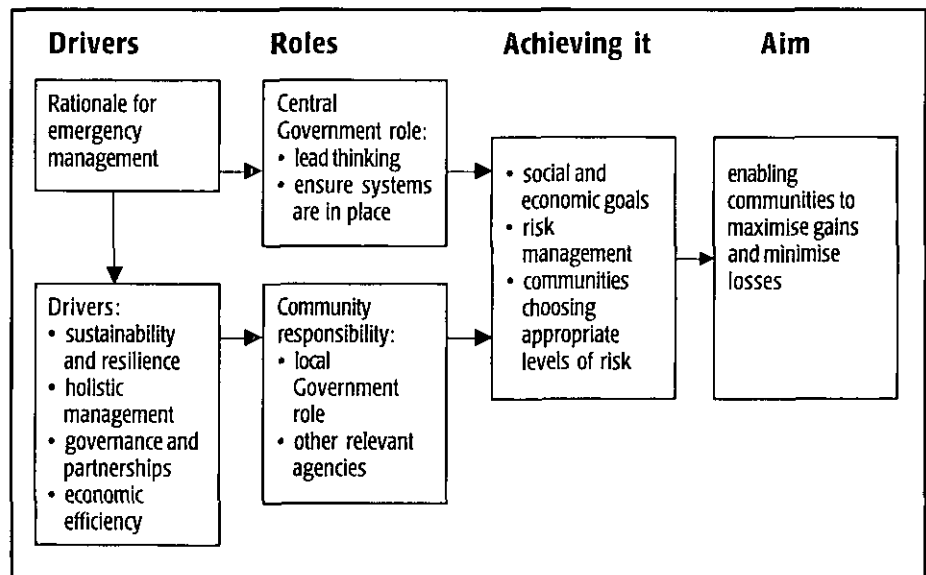 Drivers
Roles
Achieving it
Aim
Rationale for
emergency
management
Drivers:
• sustainability
and resilience
• holistic
management
• governance and
partnerships
• economic
efficiency
Central
Government role:
• lead thinking
• ensure systems
are in place
Community
responsibility:
• local
Government
role
• other relevant
agencies
• social and
economic goals
• risk
management
• communities
choosing
appropriate
levels of risk
enabling
communities to
maximise gains
and minimise
losses